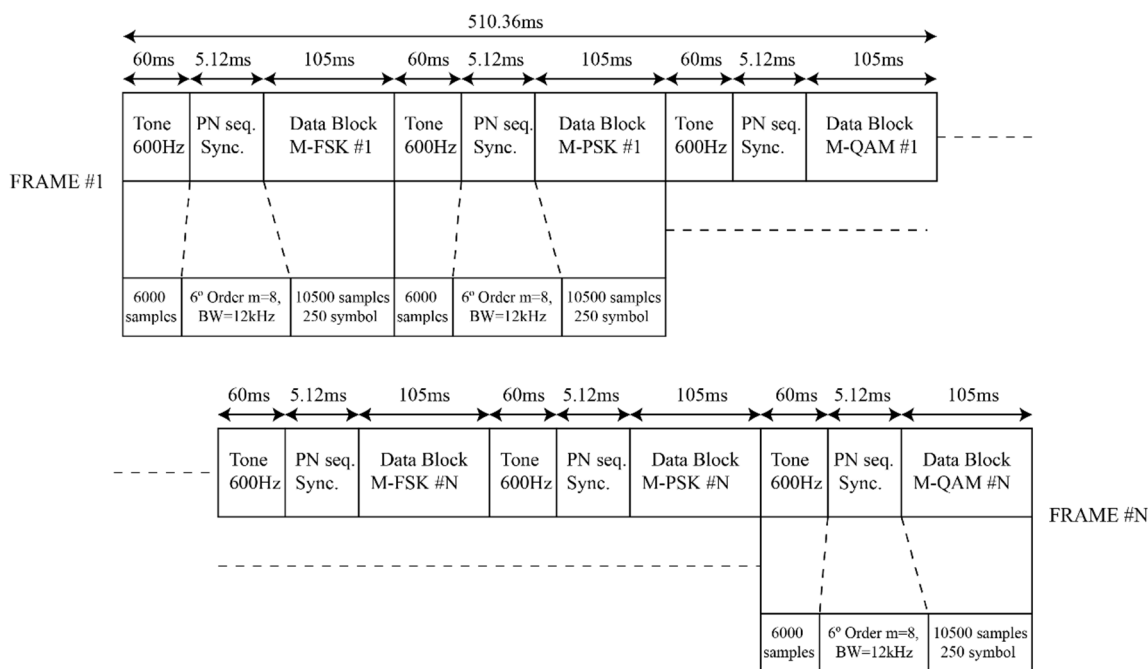 510.36ms
60ms 5.12ms 105ms 60ms 5.12ms 105ms 60ms 5.12ms 105ms
Tone PN seq. Data Block Tone PN seq. Data Block Tone PN seq. Data Block
600Hz Sync. M-FSK #1 600Hz Sync. M-PSK #1 600Hz Sync. M-QAM #1
FRAME #1
6000 6º Order m=8, 10500 samples 6000 6º Order m=8, 10500 samples
samples BW=12kHz 250 symbol samples BW=12kHz 250 symbol
60ms 5.12ms 105ms 60ms 5.12ms 105ms 60ms 5.12ms 105ms
Tone PN seq. Data Block Tone PN seq. Data Block Tone PN seq. Data Block
600Hz Sync. M-FSK #N 600Hz Sync. M-PSK #N 600Hz Sync. M-QAM #N
FRAME #N
6000 6º Order m=8, 10500 samples
samples BW=12kHz 250 symbol